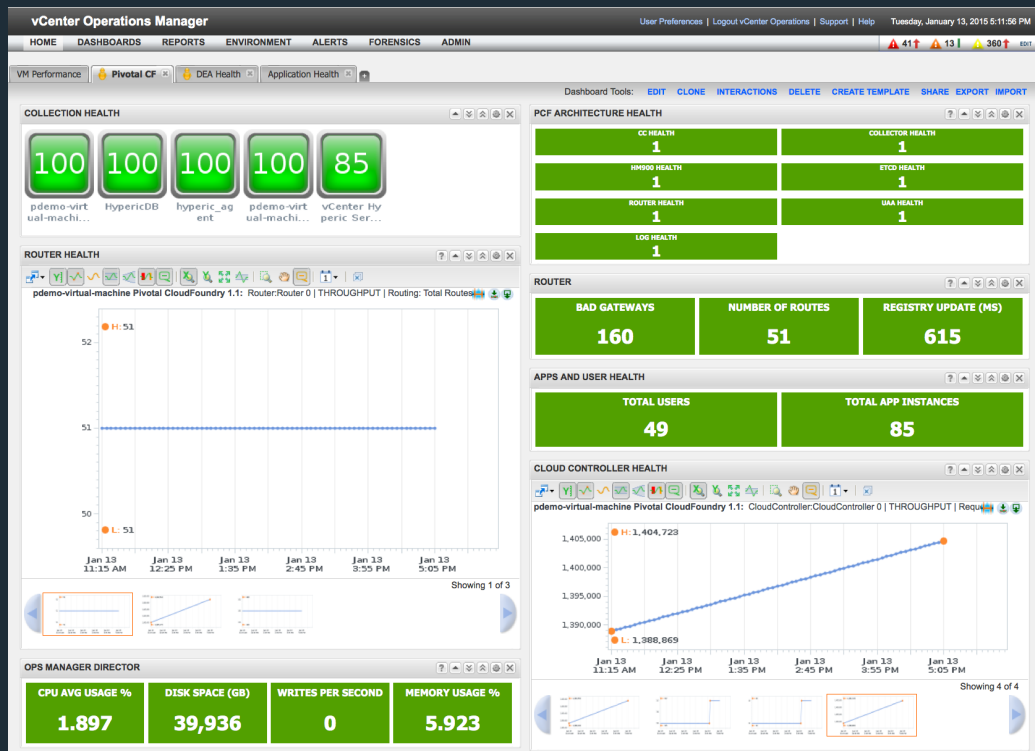 vCenter Operations Manager
User Preferences | Logout vCenter Operations | Support | Help Tuesday, January 13, 2015 5:11:56 PM
HOME DASHBOARDS REPORTS ENVIRONMENT ALERTS FORENSICS ADMIN
41 13 360 EDIT
VM Performance Pivotal CF DEA Health Application Health
Dashboard Tools: EDIT CLONE INTERACTIONS DELETE CREATE TEMPLATE SHARE EXPORT IMPORT
COLLECTION HEALTH
100 100 100 100 85
pdemo-virt HypericDB hyperic_ag pdemo-virt vCenter Hy
ual-machi... ent ual-machi... peric Ser...
ROUTER HEALTH
pdemo-virtual-machine Pivotal CloudFoundry 1.1: Router:Router 0 | THROUGHPUT | Routing: Total Routes
H: 51
52
51
50
L: 51
Jan 13 Jan 13 Jan 13 Jan 13 Jan 13 Jan 13
11:15 AM 12:25 PM 1:35 PM 2:45 PM 3:55 PM 5:05 PM
Showing 1 of 3
OPS MANAGER DIRECTOR
CPU AVG USAGE % DISK SPACE (GB) WRITES PER SECOND MEMORY USAGE %
1.897 39,936 0 5.923
PCF ARCHITECTURE HEALTH
CC HEALTH COLLECTOR HEALTH
1 1
HM900 HEALTH ETCD HEALTH
1 1
ROUTER HEALTH UAA HEALTH
1 1
LOG HEALTH
1
ROUTER
BAD GATEWAYS NUMBER OF ROUTES REGISTRY UPDATE (MS)
160 51 615
APPS AND USER HEALTH
TOTAL USERS TOTAL APP INSTANCES
49 85
CLOUD CONTROLLER HEALTH
pdemo-virtual-machine Pivotal CloudFoundry 1.1: CloudController:CloudController 0 | THROUGHPUT | Requ
H: 1,404,723
1,405,000
1,400,000
1,395,000
1,390,000
L: 1,388,869
Jan 13 Jan 13 Jan 13 Jan 13 Jan 13 Jan 13
11:15 AM 12:25 PM 1:35 PM 2:45 PM 3:55 PM 5:05 PM
Showing 4 of 4